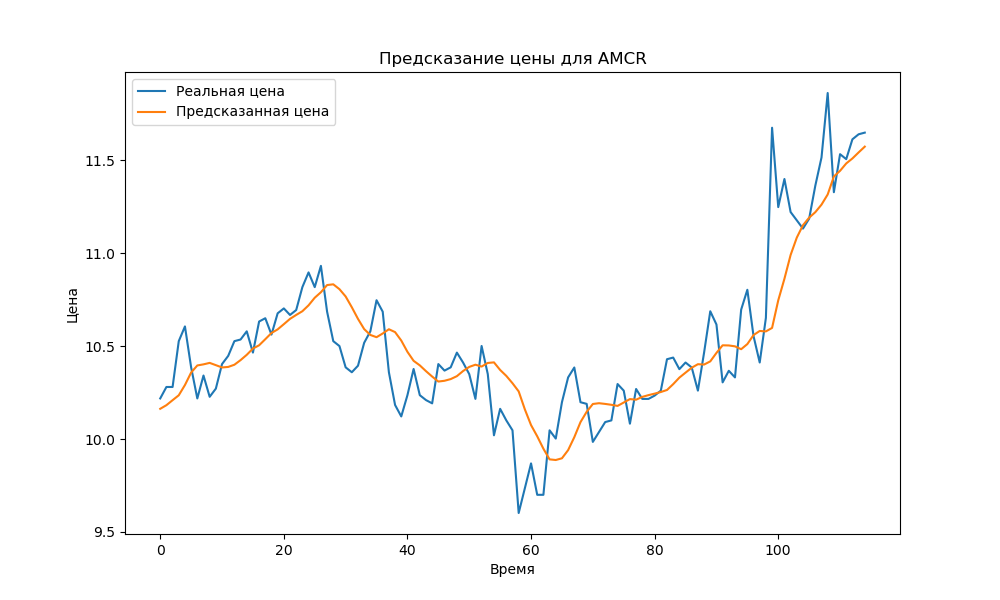 Предсказание цены для AMCR
Реальная цена
Предсказанная цена
11.5
11.0
10.5
10.0
9.5
Цена
0 20 40 60 80 100
Время